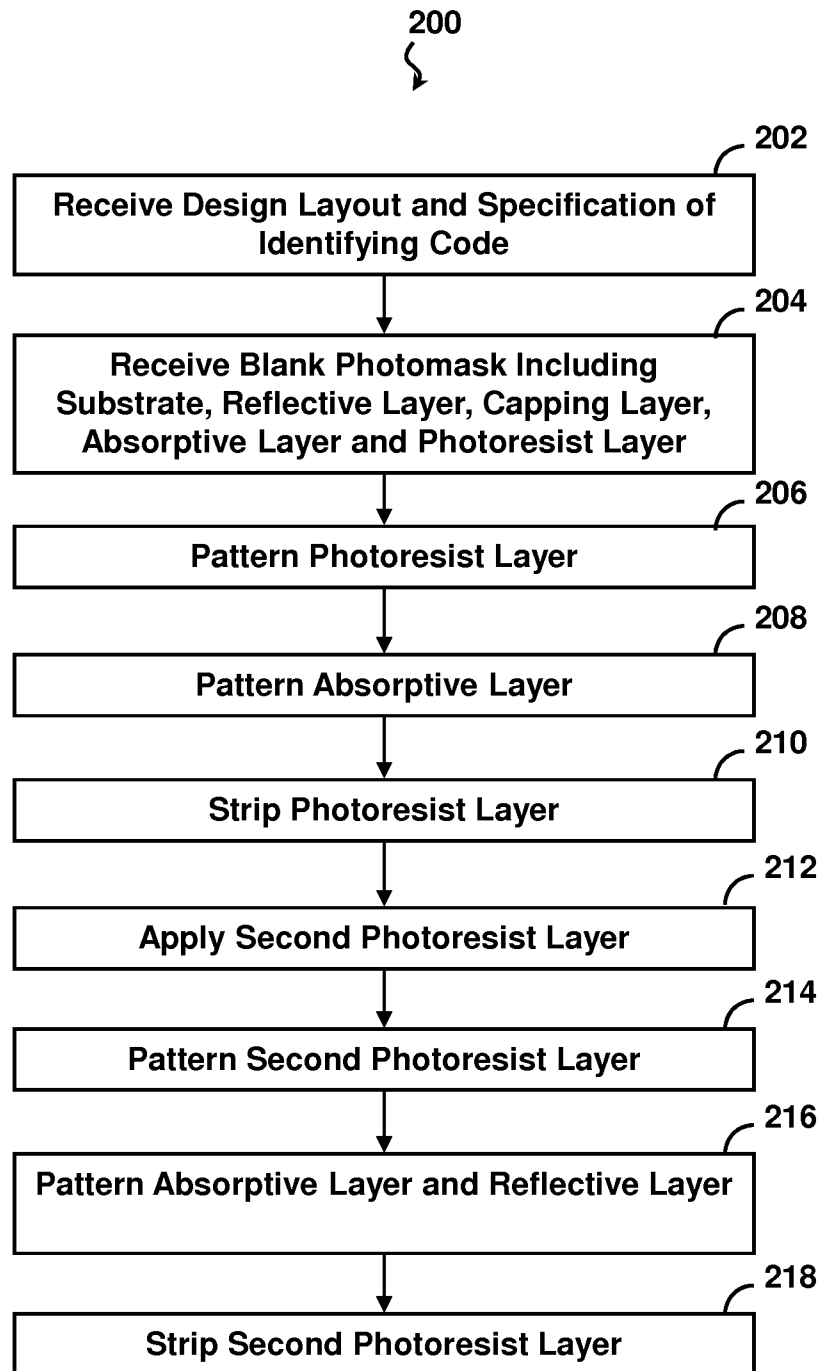 200
202
Receive Design Layout and Specification of
Identifying Code
204
Receive Blank Photomask Including
Substrate, Reflective Layer, Capping Layer,
Absorptive Layer and Photoresist Layer
206
Pattern Photoresist Layer
208
Pattern Absorptive Layer
210
Strip Photoresist Layer
212
Apply Second Photoresist Layer
214
Pattern Second Photoresist Layer
216
Pattern Absorptive Layer and Reflective Layer
218
Strip Second Photoresist Layer